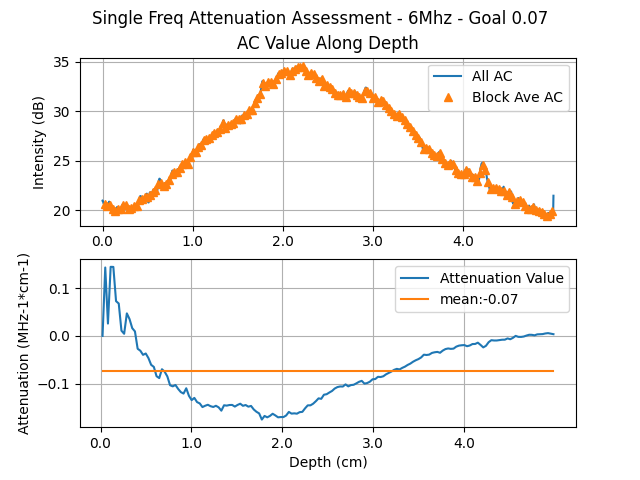 Single Freq Attenuation Assessment - 6Mhz - Goal 0.07
AC Value Along Depth
35
30
25
20
Intensity (dB)
All AC
Block Ave AC
0.0 1.0 2.0 3.0 4.0
0.1
0.0
−0.1
Attenuation (MHz-1*cm-1)
Attenuation Value
mean:-0.07
0.0 1.0 2.0 3.0 4.0
Depth (cm)